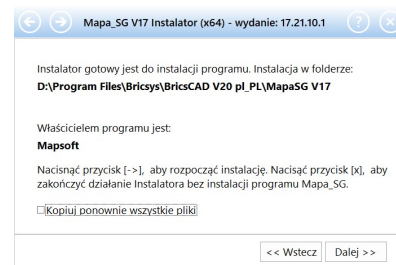 Mapa_SG V17 Instalator (x64) - wydanie: 17.21.10.1
Instalator gotowy jest do instalacji programu. Instalacja w folderze:
D:\Program Files\Bricsys\BricsCAD V20 pl_PL\MapaSG V17
Właścicielem programu jest:
Mapsoft
Nacisnąć przycisk [->], aby rozpocząć instalację. Nacisąć przycisk [x], aby
zakończyć działanie Instalatora bez instalacji programu Mapa_SG.
Kopiuj ponownie wszystkie pliki
<< Wstecz Dalej >>